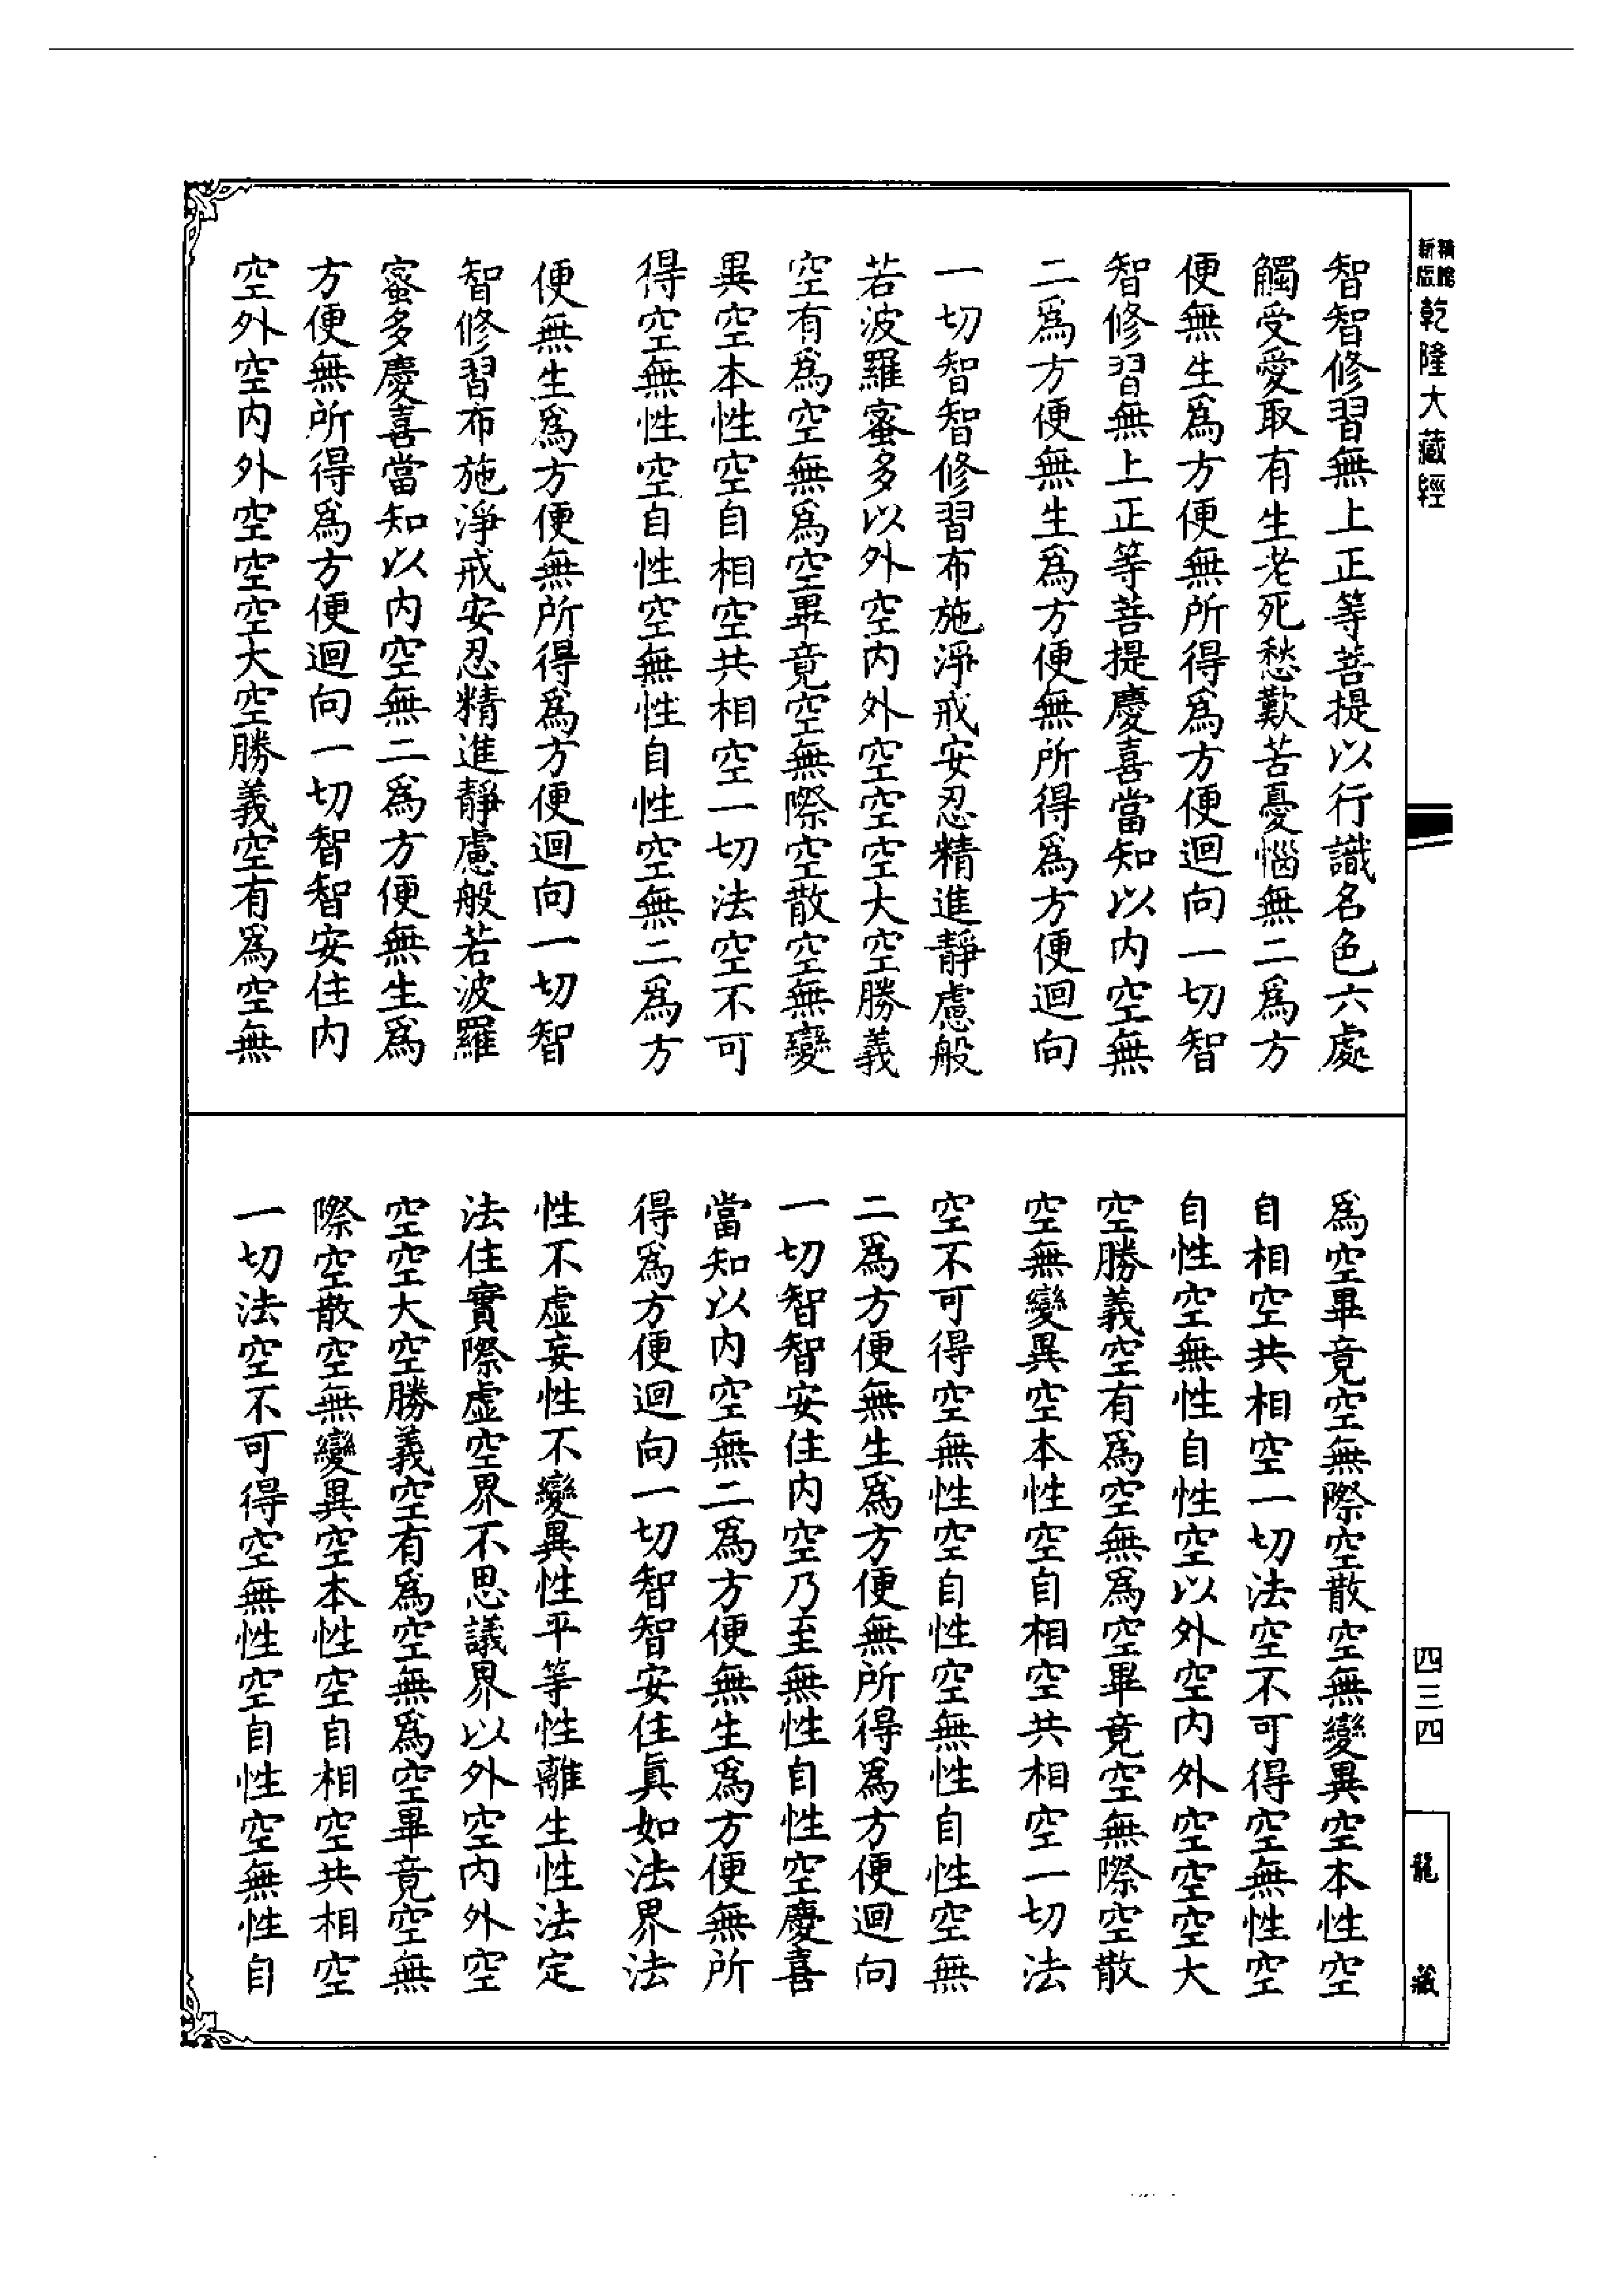 新版
精縮
乾隆大藏經
智智修習無上正等菩提以行識名色六處
觸受愛取有生老死愁歎苦憂惱無二爲方
便無生爲方便無所得爲方便迴向一切智
智修習無上正等菩提慶喜當知以内空無
二爲方便無生爲方便無所得爲方便迴向
一切智智修習布施淨戒安忍精進靜慮般
若波羅蜜多以外空内外空空空大空勝義
空有爲空無爲空畢竟空無際空散空無變
異空本性空自相空共相空一切法空不可
得空無性空自性空無性自性空無二爲方
便無生爲方便無所得爲方便迴向一切智
智修習布施淨戒安忍精進靜慮般若波羅
蜜多慶喜當知以内空無二爲方便無生爲
方便無所得爲方便迴向一切智智安住内
空外空内外空空空大空勝義空有爲空無
爲空畢竟空無際空散空無變異空本性空
自相空共相空一切法空不可得空無性空
自性空無性自性空以外空内外空空空大
空勝義空有爲空無爲空畢竟空無際空散
空無變異空本性空自相空共相空一切法
空不可得空無性空自性空無性自性空無
二爲方便無生爲方便無所得爲方便迴向
一切智智安住内空乃至無性自性空慶喜
當知以内空無二爲方便無生爲方便無所
得爲方便迴向一切智智安住眞如法界法
性不虛妄性不變異性平等性離生性法定
法住實際虛空界不思議界以外空内外空
空空大空勝義空有爲空無爲空畢竟空無
際空散空無變異空本性空自相空共相空
一切法空不可得空無性空自性空無性自
四三四
龍藏